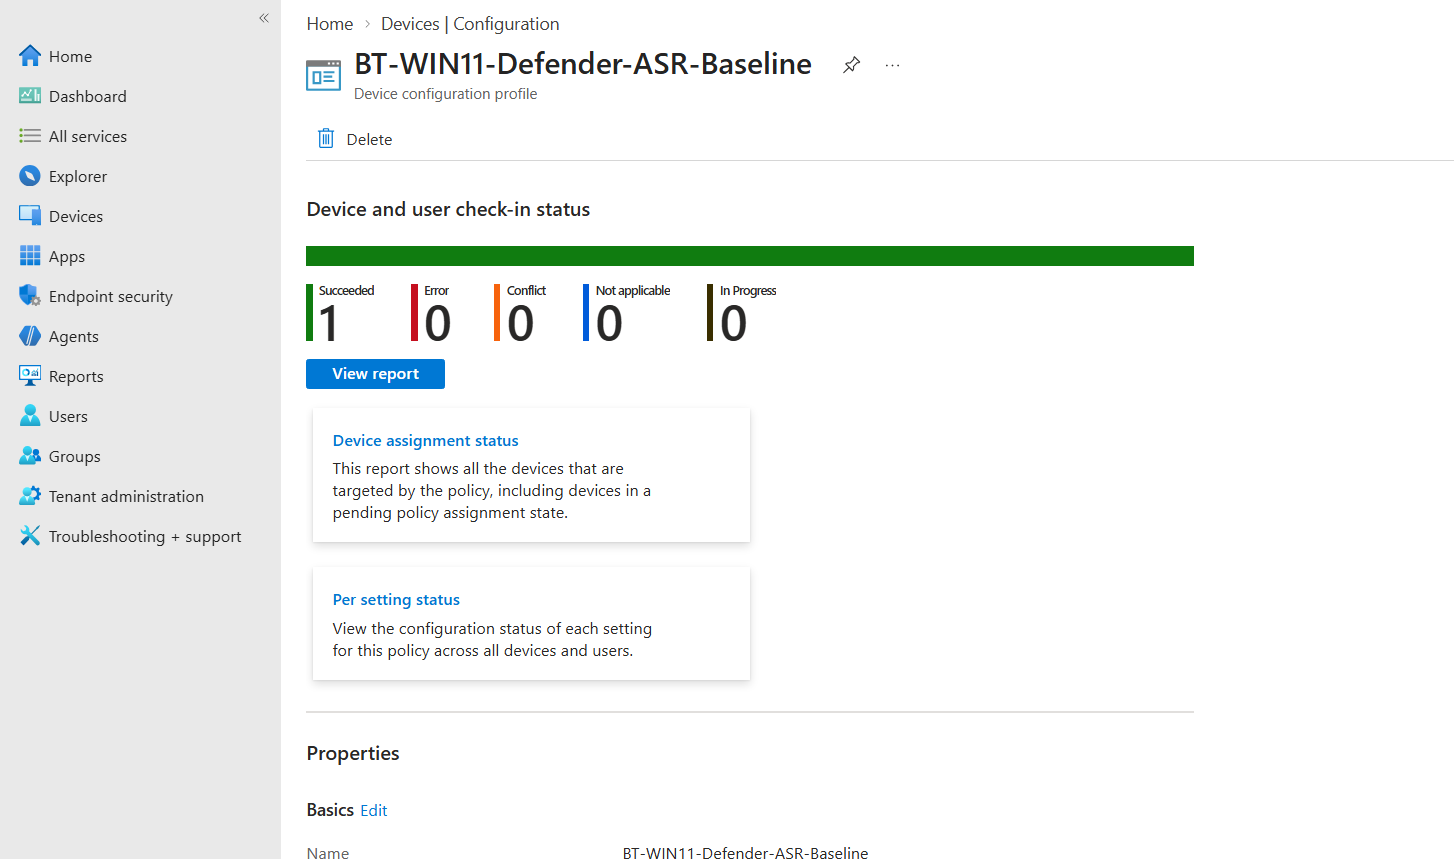 Home
Dashboard
All services
Explorer
Devices
Apps
Endpoint security
Agents
Reports
Users
Groups
Tenant administration
Troubleshooting + support
Home > Devices | Configuration
BT-WIN11-Defender-ASR-Baseline
Device configuration profile
Delete
Device and user check-in status
Succeeded
1
Error
0
Conflict
0
Not applicable
0
In Progress
0
View report
Device assignment status
This report shows all the devices that are
targeted by the policy, including devices in a
pending policy assignment state.
Per setting status
View the configuration status of each setting
for this policy across all devices and users.
Properties
Basics Edit
Name BT-WIN11-Defender-ASR-Baseline